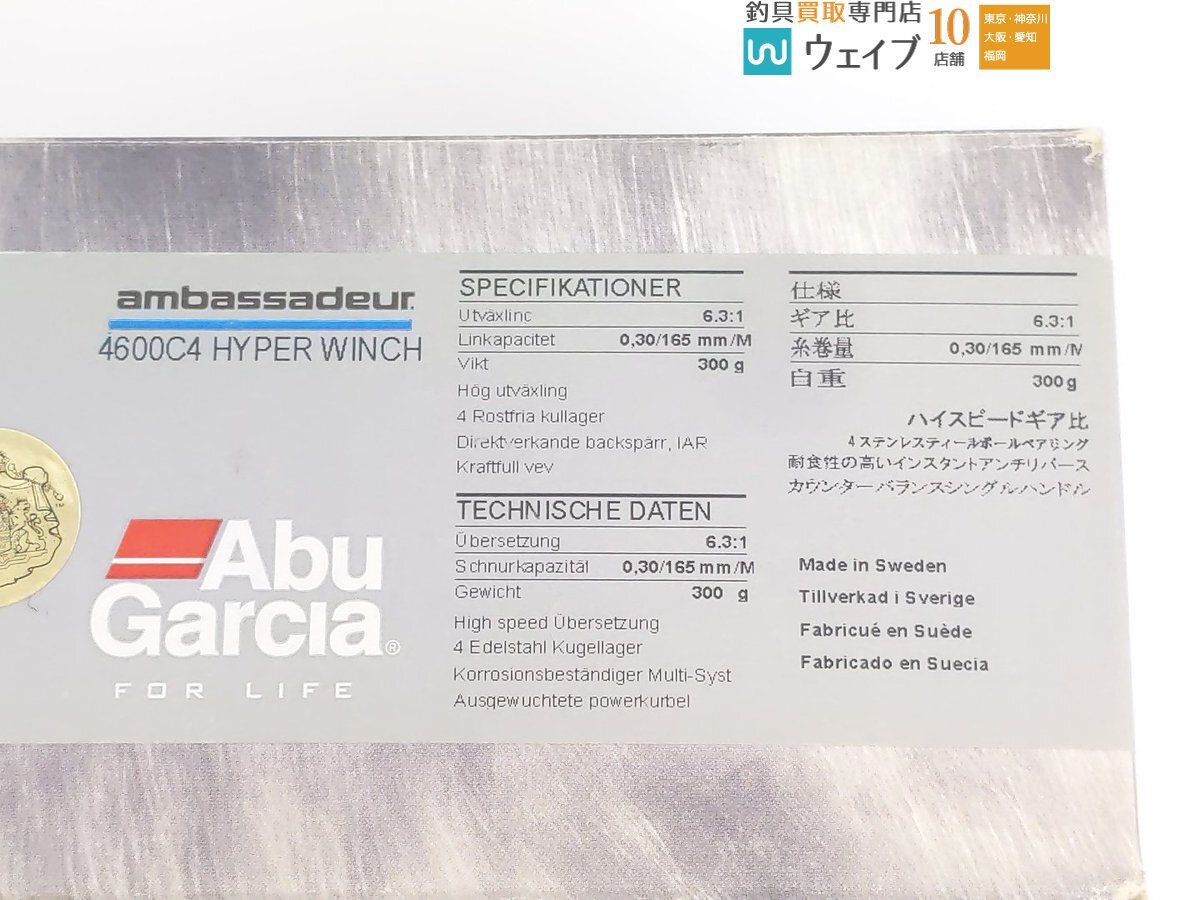 釣具買取専門店
ウェイブ
10
店舗
東京・神奈川
大阪・愛知
福岡
ambassadeur.
4600C4 HYPER WINCH
Abu
Garcia®
FOR LIFE
SPECIFIKATIONER
Utväxling 6.3:1
Linkapacitet 0,30/165 mm/M
Vikt 300 g
Hög utväxling
4 Rostfria kullager
Direktverkande backspärr, IAR
Kraftfull vev
TECHNISCHE DATEN
Übersetzung 6.3:1
Schnurkapazität 0,30/165 mm/M
Gewicht 300 g
High speed Übersetzung
4 Edelstahl Kugellager
Korrosionsbeständiger Multi-Syst
Ausgewuchtete powerkurbel
仕様
ギア比 6.3:1
糸巻量 0,30/165 mm/M
自重 300g
ハイスピードギア比
4 ステンレススティールボールベアリング
耐食性の高いインスタントアンチリバース
カウンターバランスシングルハンドル
Made in Sweden
Tillverkad i Sverige
Fabricué en Suède
Fabricado en Suecia